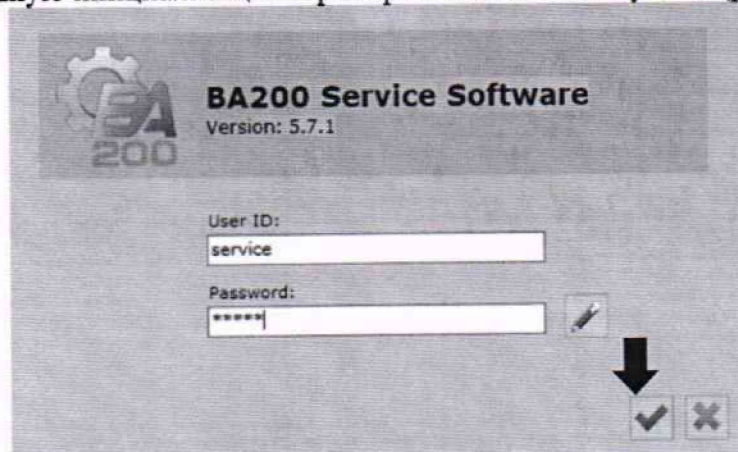 BA
200
BA200 Service Software
Version: 5.7.1
User ID:
service
Password:
*****